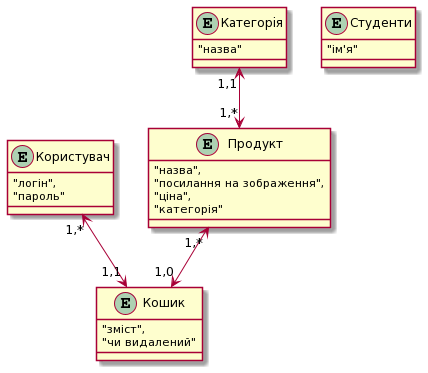 E Категорія
"назва"
E Студенти
"ім'я"
1,1
1,*
E Користувач
"логін",
"пароль"
E Продукт
"назва",
"посилання на зображення",
"ціна",
"категорія"
1,*
1,*
1,1
1,0
E Кошик
"зміст",
"чи видалений"